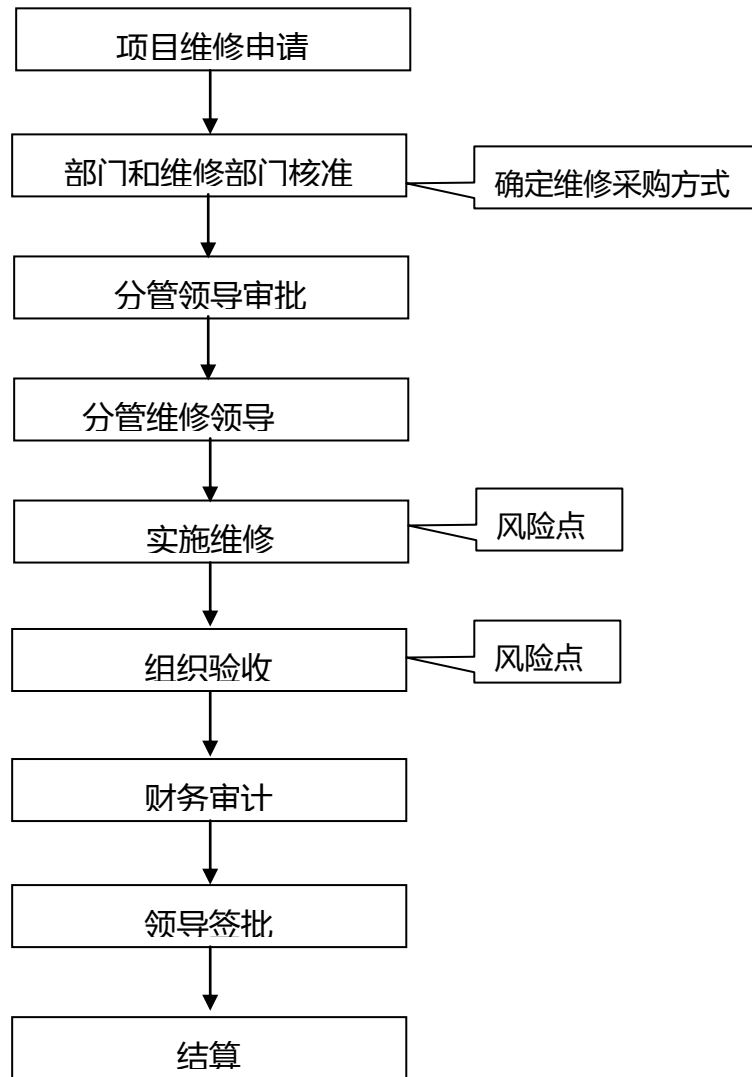 项目维修申请
部门和维修部门核准
确定维修采购方式
分管领导审批
分管维修领导
实施维修
风险点
组织验收
风险点
财务审计
领导签批
结算